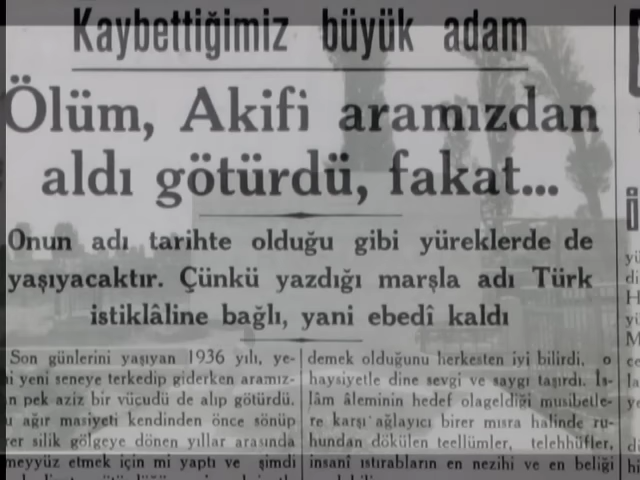 Kaybettiğimiz büyük adam
Ölüm, Akifi aramızdan
aldı götürdü, fakat...
Onun adı tarihte olduğu gibi yüreklerde de
yaşıyacaktır. Çünkü yazdığı marşla adı Türk
istiklâline bağlı, yani ebedî kaldı
Son günlerini yaşıyan 1936 yılı, ye-
ni yeni seneye terkedip giderken aramız-
n pek aziz bir vücudü de alıp götürdü.
u ağır masiyeti kendinden önce sönüp
rer silik gölgeye dönen yıllar arasında
meyyüz etmek için mi yaptı ve şimdi
demek olduğunu herkesten iyi bilirdi, o
haysiyetle dine sevgi ve saygı taşırdı. İs-
lâm âleminin hedef olageldiği musibetle-
re karşı ağlayıcı birer mısra halinde ru-
hundan dökülen teellümler, telehhüfler,
insanî ıstırabların en nezihi ve en beliği